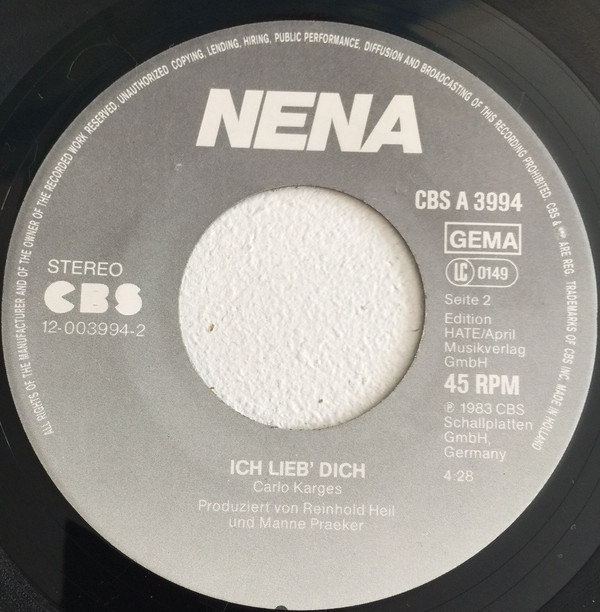 ALL RIGHTS OF THE MANUFACTURER AND OF THE OWNER OF THE RECORDED WORK RESERVED. UNAUTHORIZED COPYING, LENDING, HIRING, PUBLIC PERFORMANCE, DIFFUSION AND BROADCASTING OF THIS RECORDING PROHIBITED. CBS & ARE REG. TRADEMARKS OF CBS INC. MADE IN HOLLAND
NENA
CBS A 3994
GEMA
LC 0149
STEREO
CBS
12-003994-2
Seite 2
Edition
HATE/April
Musikverlag
GmbH
45 RPM
℗ 1983 CBS
Schallplatten
GmbH,
Germany
4:28
ICH LIEB' DICH
Carlo Karges
Produziert von Reinhold Heil
und Manne Praeker